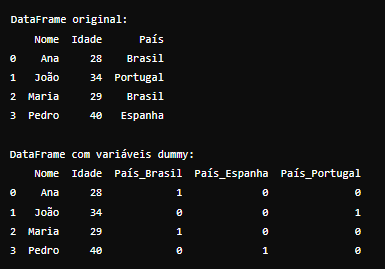 DataFrame original:
Nome Idade País
0 Ana 28 Brasil
1 João 34 Portugal
2 Maria 29 Brasil
3 Pedro 40 Espanha
DataFrame com variáveis dummy:
Nome Idade País_Brasil País_Espanha País_Portugal
0 Ana 28 1 0 0
1 João 34 0 0 1
2 Maria 29 1 0 0
3 Pedro 40 0 1 0